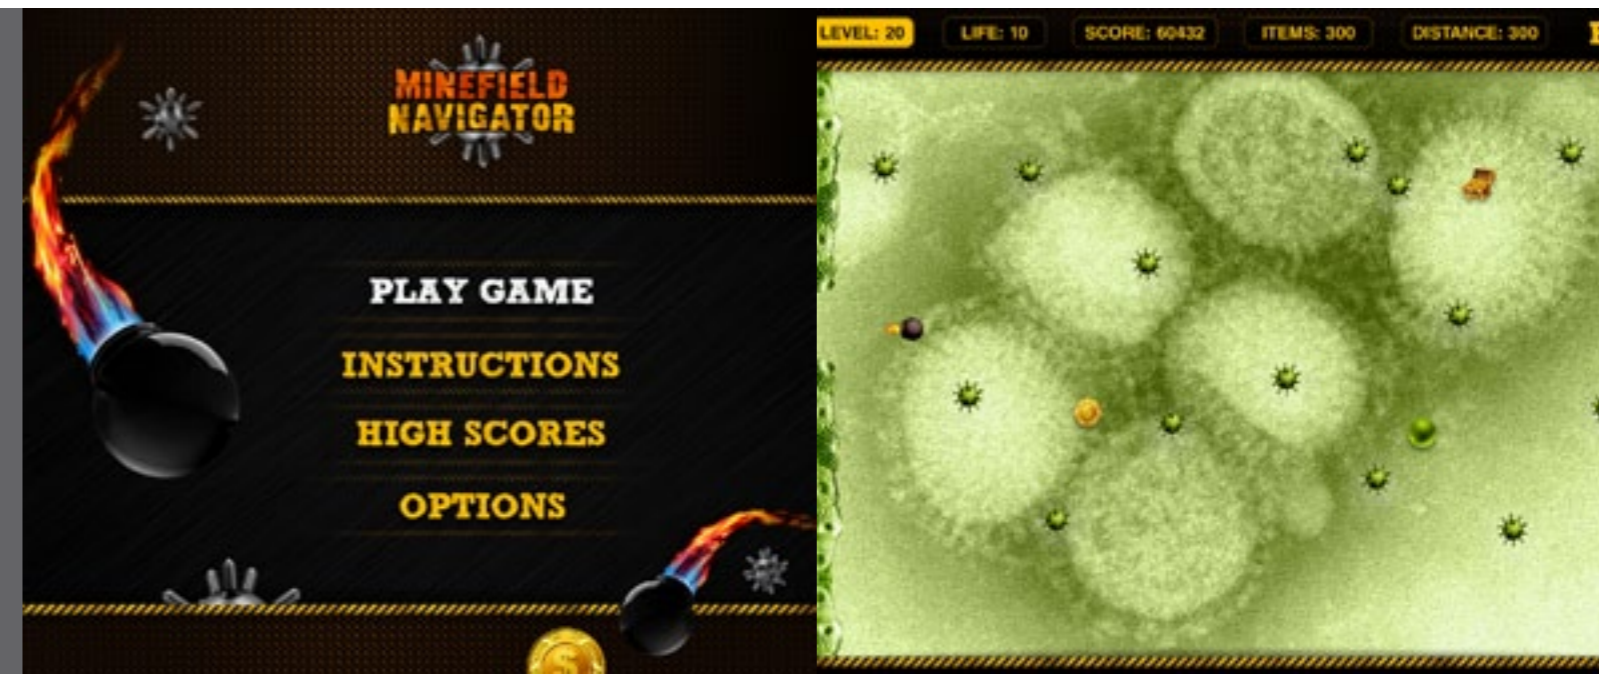 MINEFIELD
NAVIGATOR
PLAY GAME
INSTRUCTIONS
HIGH SCORES
OPTIONS
$
LEVEL: 20
LIFE: 10
SCORE: 60432
ITEMS: 300
DISTANCE: 300